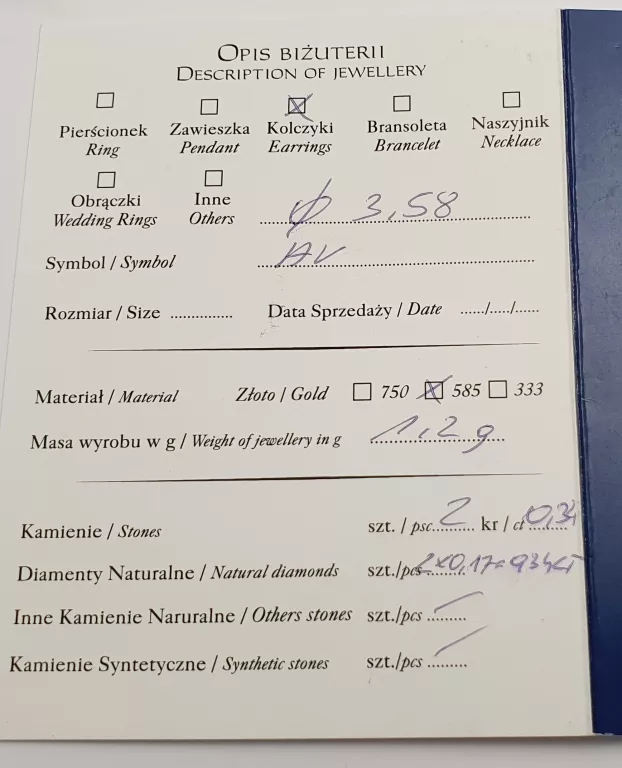 OPIS BIŻUTERII
DESCRIPTION OF JEWELLERY
Pierścionek Zawieszka Kolczyki Bransoleta Naszyjnik
Ring Pendant Earrings Brancelet Necklace
Obrączki Inne
Wedding Rings Others
ϕ 3,58
Symbol / Symbol AV
Rozmiar / Size .............. Data Sprzedaży / Date ....../....../......
Materiał / Material Złoto / Gold 750 585 333
Masa wyrobu w g / Weight of jewellery in g 1,2 g
Kamienie / Stones szt. / psc. 2 kr / ct 0,34
Diamenty Naturalne / Natural diamonds szt./pcs 2x0,17=0,34ct
Inne Kamienie Naruralne / Others stones szt./pcs –
Kamienie Syntetyczne / Synthetic stones szt./pcs –